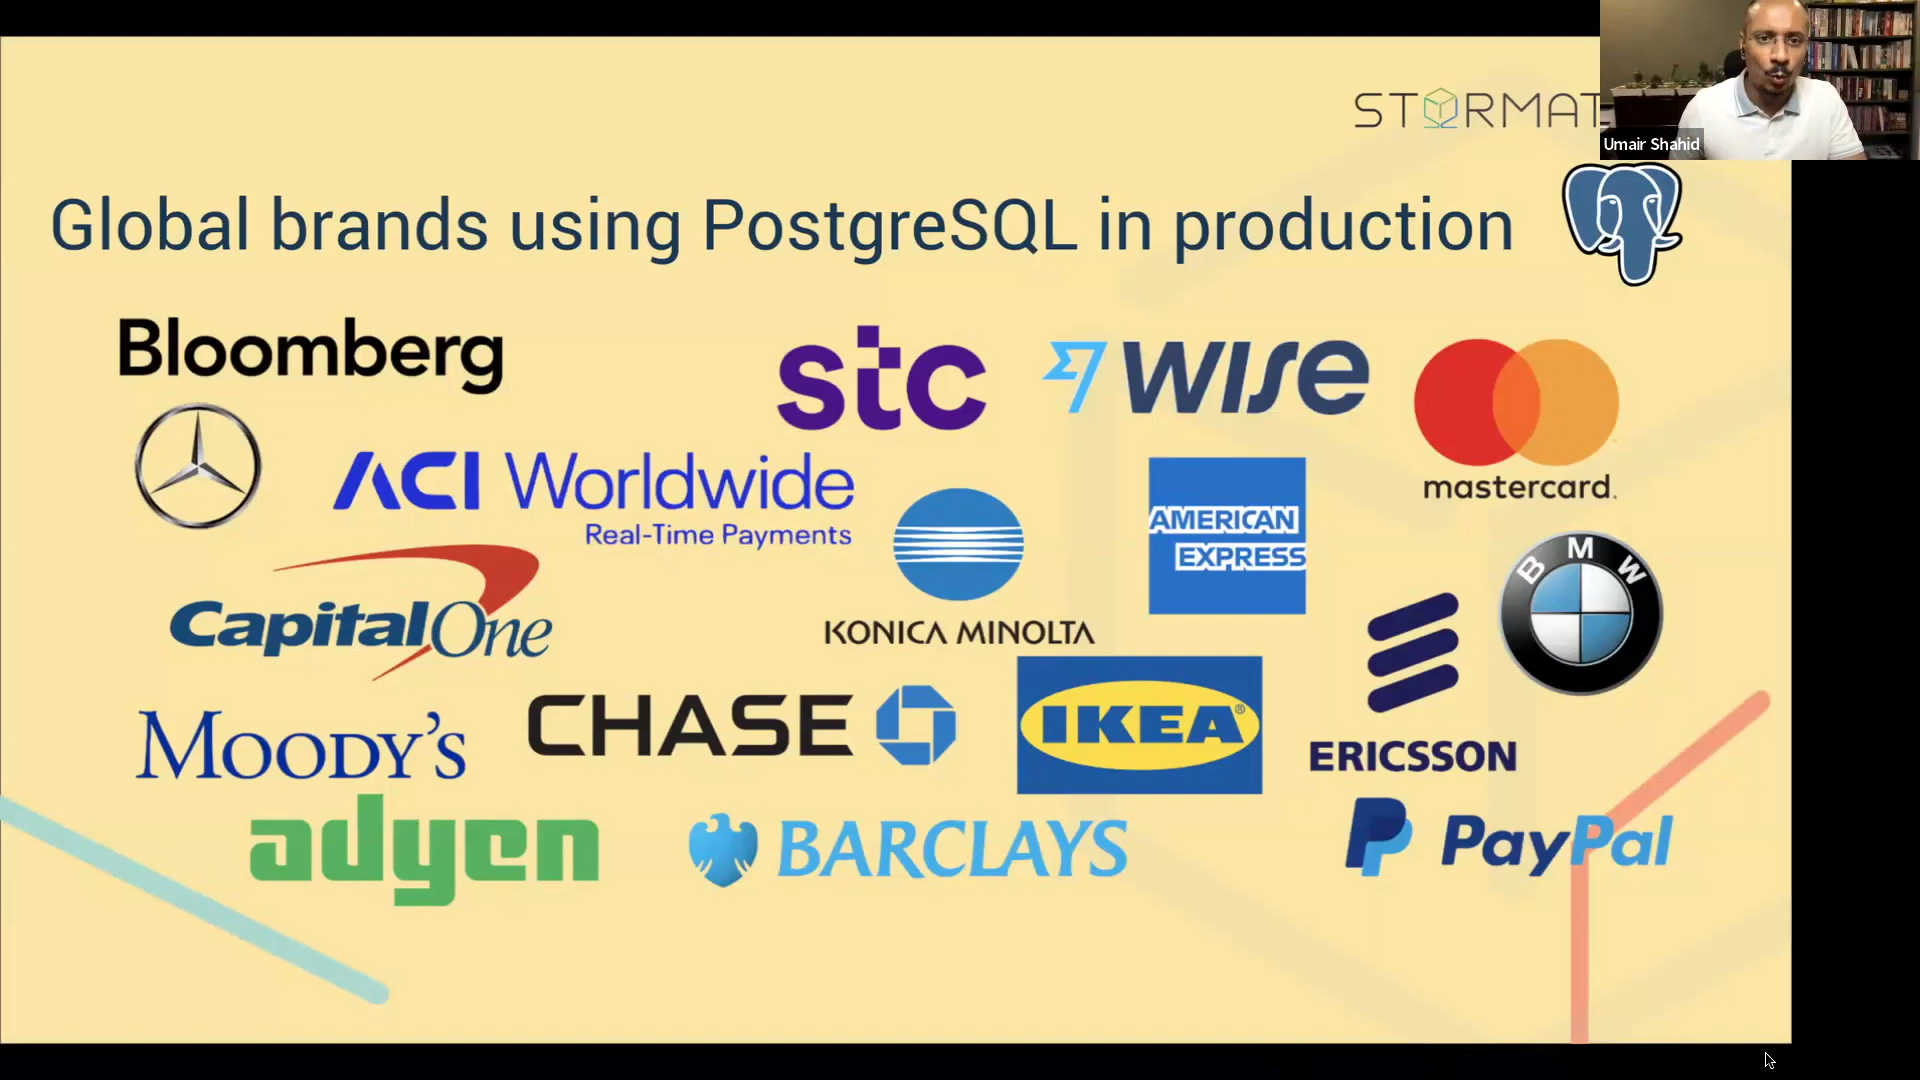 STORMAT
Umair Shahid
Global brands using PostgreSQL in production
Bloomberg
stc
WISE
mastercard.
ACI Worldwide
Real-Time Payments
AMERICAN
EXPRESS
KONICA MINOLTA
BMW
CapitalOne
MOODY'S
CHASE
IKEA®
ERICSSON
adyen
BARCLAYS
PayPal